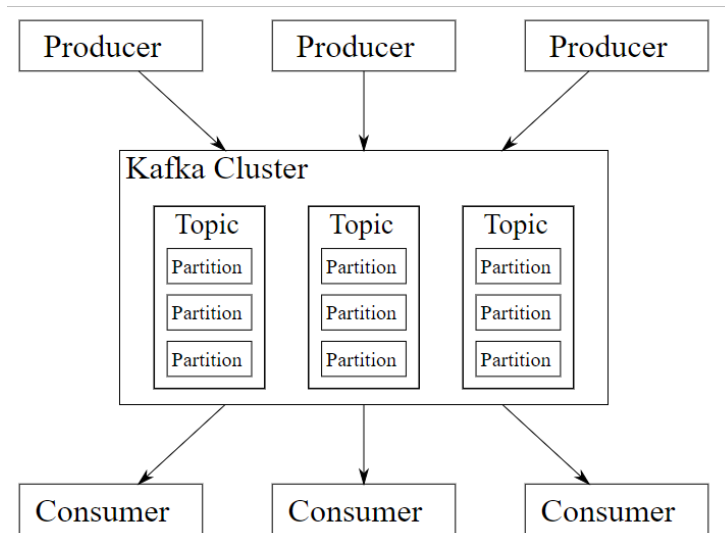 Producer Producer Producer
Kafka Cluster
Topic Topic Topic
Partition Partition Partition
Partition Partition Partition
Partition Partition Partition
Consumer Consumer Consumer